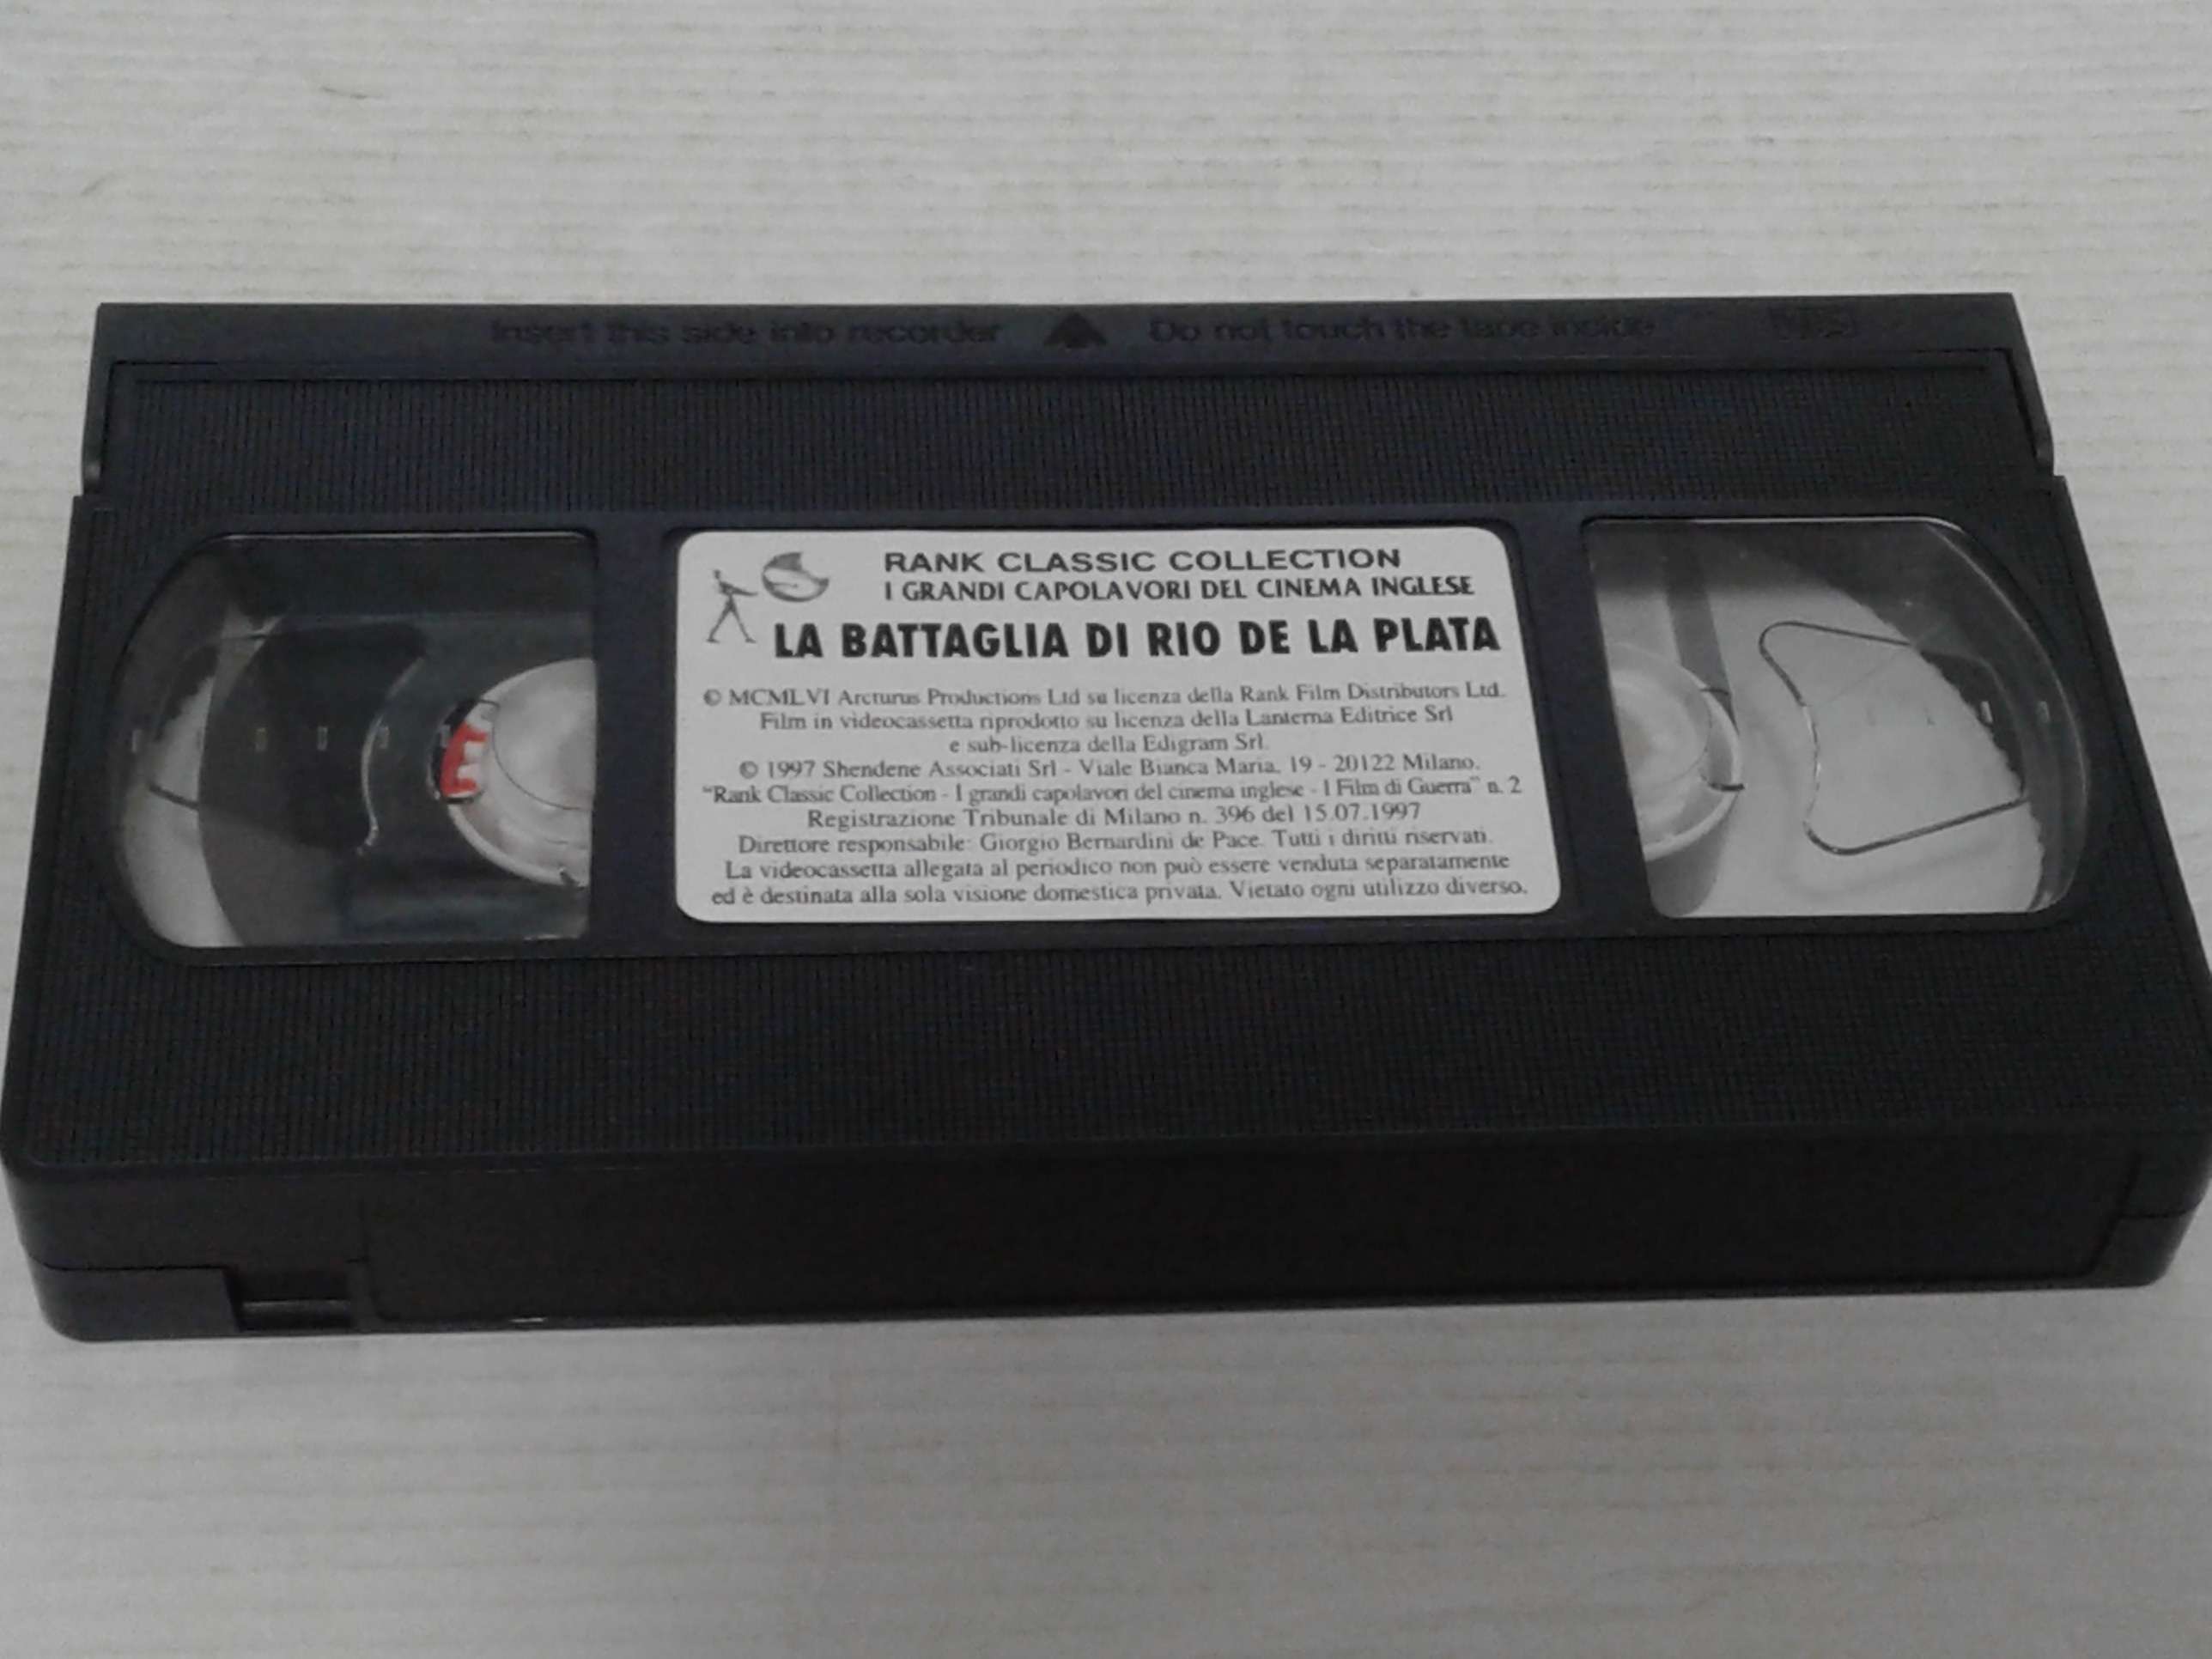 Insert this side into recorder Do not touch the tape inside VHS
RANK CLASSIC COLLECTION
I GRANDI CAPOLAVORI DEL CINEMA INGLESE
LA BATTAGLIA DI RIO DE LA PLATA
© MCMLVI Arcturus Productions Ltd su licenza della Rank Film Distributors Ltd.
Film in videocassetta riprodotto su licenza della Lanterna Editrice Srl
e sub-licenza della Edigram Srl.
© 1997 Shendene Associati Srl - Viale Bianca Maria, 19 - 20122 Milano.
“Rank Classic Collection - I grandi capolavori del cinema inglese - I Film di Guerra” n. 2
Registrazione Tribunale di Milano n. 396 del 15.07.1997
Direttore responsabile: Giorgio Bernardini de Pace. Tutti i diritti riservati.
La videocassetta allegata al periodico non può essere venduta separatamente
ed è destinata alla sola visione domestica privata. Vietato ogni utilizzo diverso.